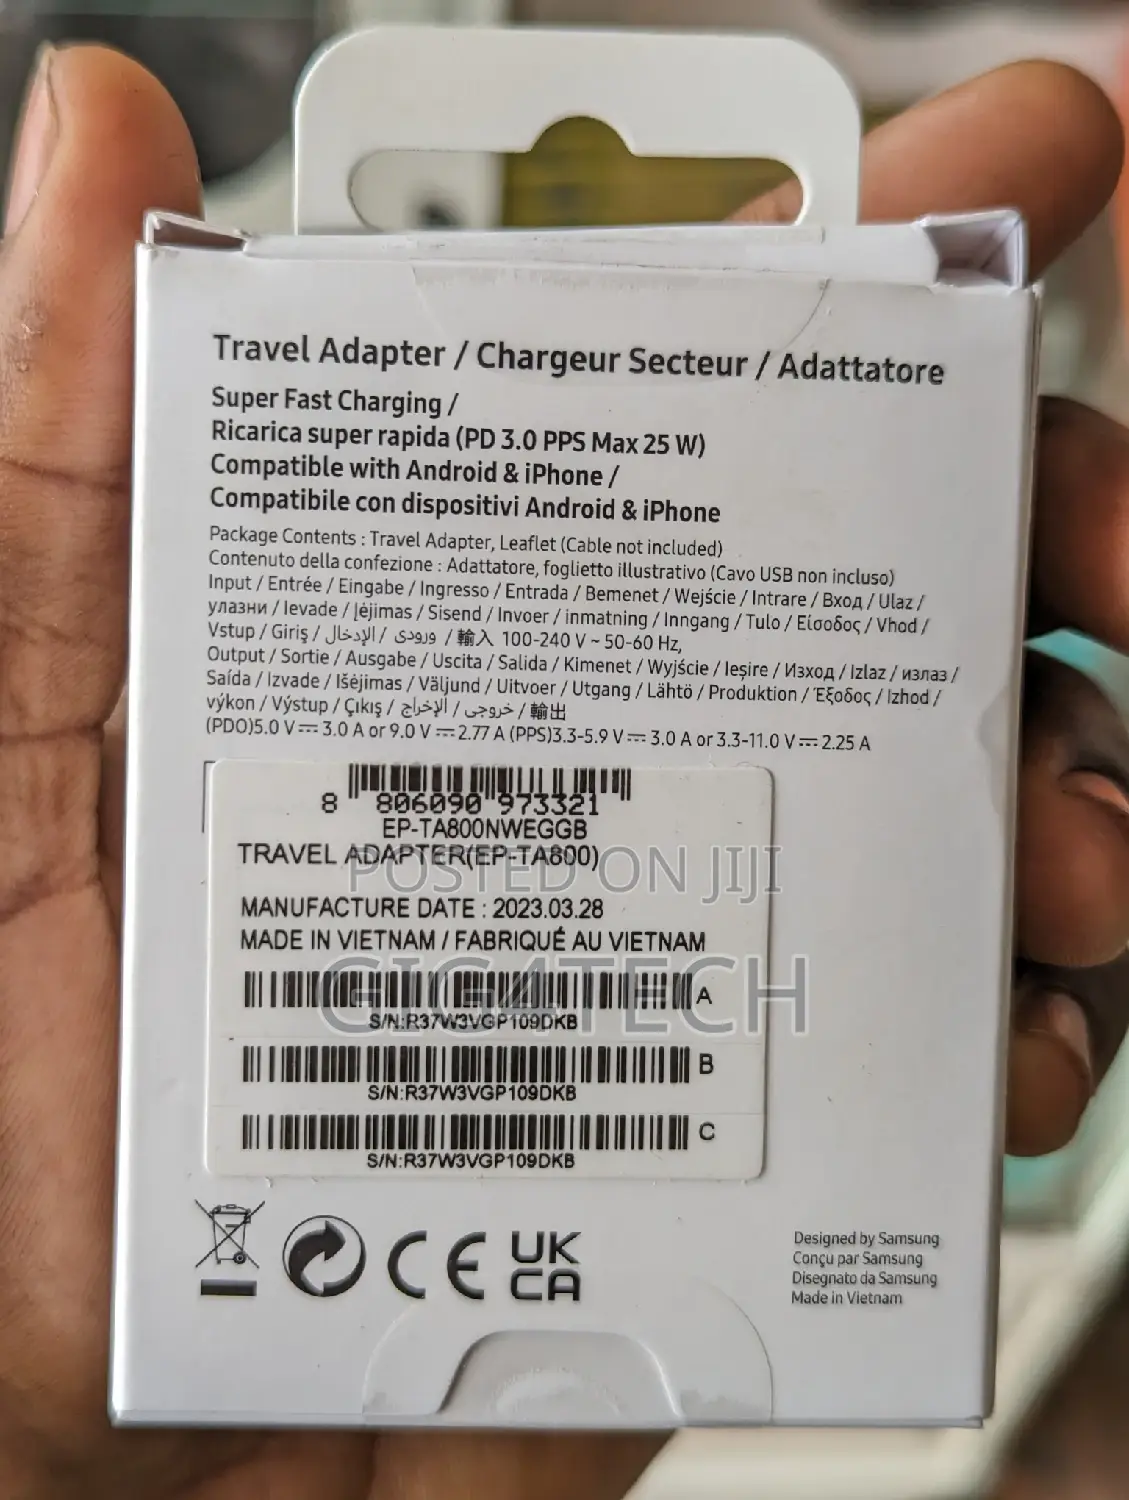 Travel Adapter / Chargeur Secteur / Adattatore
Super Fast Charging /
Ricarica super rapida (PD 3.0 PPS Max 25 W)
Compatible with Android & iPhone /
Compatibile con dispositivi Android & iPhone
Package Contents : Travel Adapter, Leaflet (Cable not included)
Contenuto della confezione : Adattatore, foglietto illustrativo (Cavo USB non incluso)
Input / Entrée / Eingabe / Ingresso / Entrada / Bemenet / Wejście / Intrare / Вход / Ulaz /
улазни / Ievade / Įėjimas / Sisend / Invoer / inmatning / Inngang / Tulo / Είσοδος / Vhod /
Vstup / Giriş / الإدخال / ورودی / 輸入 100-240 V ~ 50-60 Hz,
Output / Sortie / Ausgabe / Uscita / Salida / Kimenet / Wyjście / Ieşire / Изход / Izlaz / излаз /
Saída / Izvade / Išėjimas / Väljund / Uitvoer / Utgang / Lähtö / Produktion / Έξοδος / Izhod /
výkon / Výstup / Çıkış / الإخراج / خروجی / 輸出
(PDO)5.0 V⎓ 3.0 A or 9.0 V ⎓ 2.77 A (PPS)3.3-5.9 V⎓ 3.0 A or 3.3-11.0 V⎓ 2.25 A
8 806090 973321
EP-TA800NWEGGB
TRAVEL ADAPTER(EP-TA800)
POSTED ON JIJI
MANUFACTURE DATE : 2023.03.28
MADE IN VIETNAM / FABRIQUÉ AU VIETNAM
GIG4TECH
A
S/N:R37W3VGP109DKB
B
S/N:R37W3VGP109DKB
C
S/N:R37W3VGP109DKB
CE
UK
CA
Designed by Samsung
Conçu par Samsung
Disegnato da Samsung
Made in Vietnam